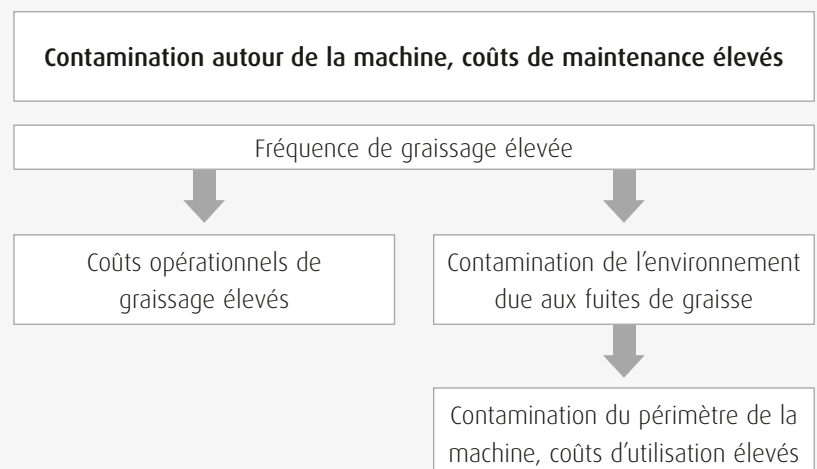 Contamination autour de la machine, coûts de maintenance élevés
Fréquence de graissage élevée
Coûts opérationnels de
graissage élevés
Contamination de l’environnement
due aux fuites de graisse
Contamination du périmètre de la
machine, coûts d’utilisation élevés